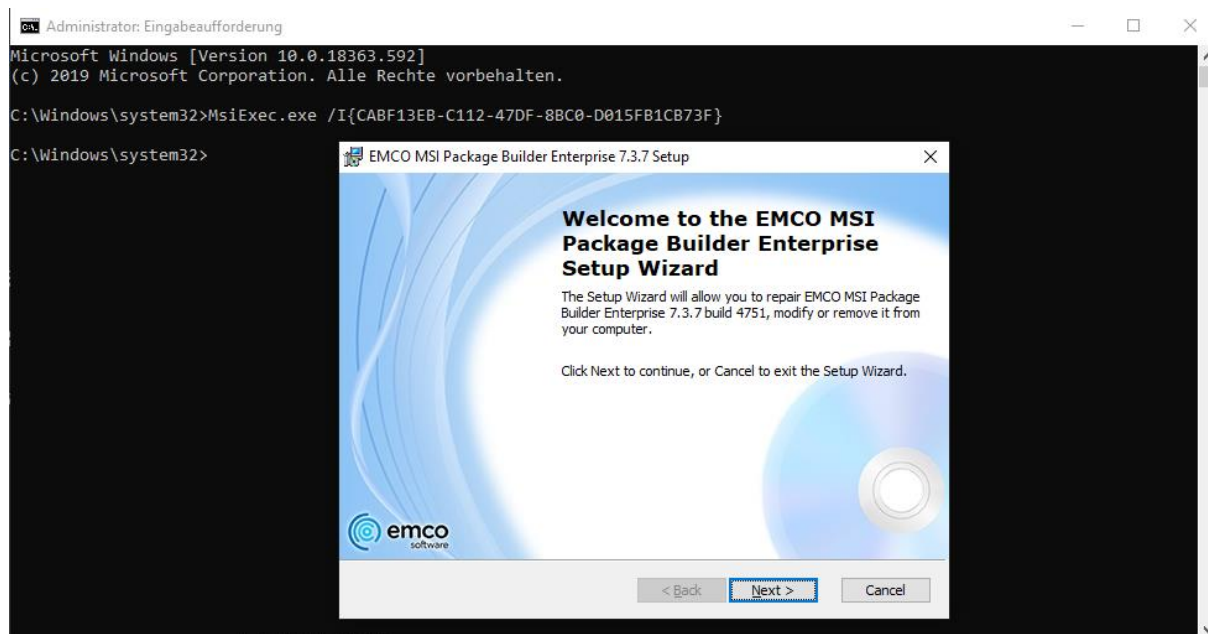 Administrator: Eingabeaufforderung
Microsoft Windows [Version 10.0.18363.592]
(c) 2019 Microsoft Corporation. Alle Rechte vorbehalten.
C:\Windows\system32>MsiExec.exe /I{CABF13EB-C112-47DF-8BC0-D015FB1CB73F}
C:\Windows\system32>
EMCO MSI Package Builder Enterprise 7.3.7 Setup
Welcome to the EMCO MSI
Package Builder Enterprise
Setup Wizard
The Setup Wizard will allow you to repair EMCO MSI Package
Builder Enterprise 7.3.7 build 4751, modify or remove it from
your computer.
Click Next to continue, or Cancel to exit the Setup Wizard.
emco
software
< Back
Next >
Cancel